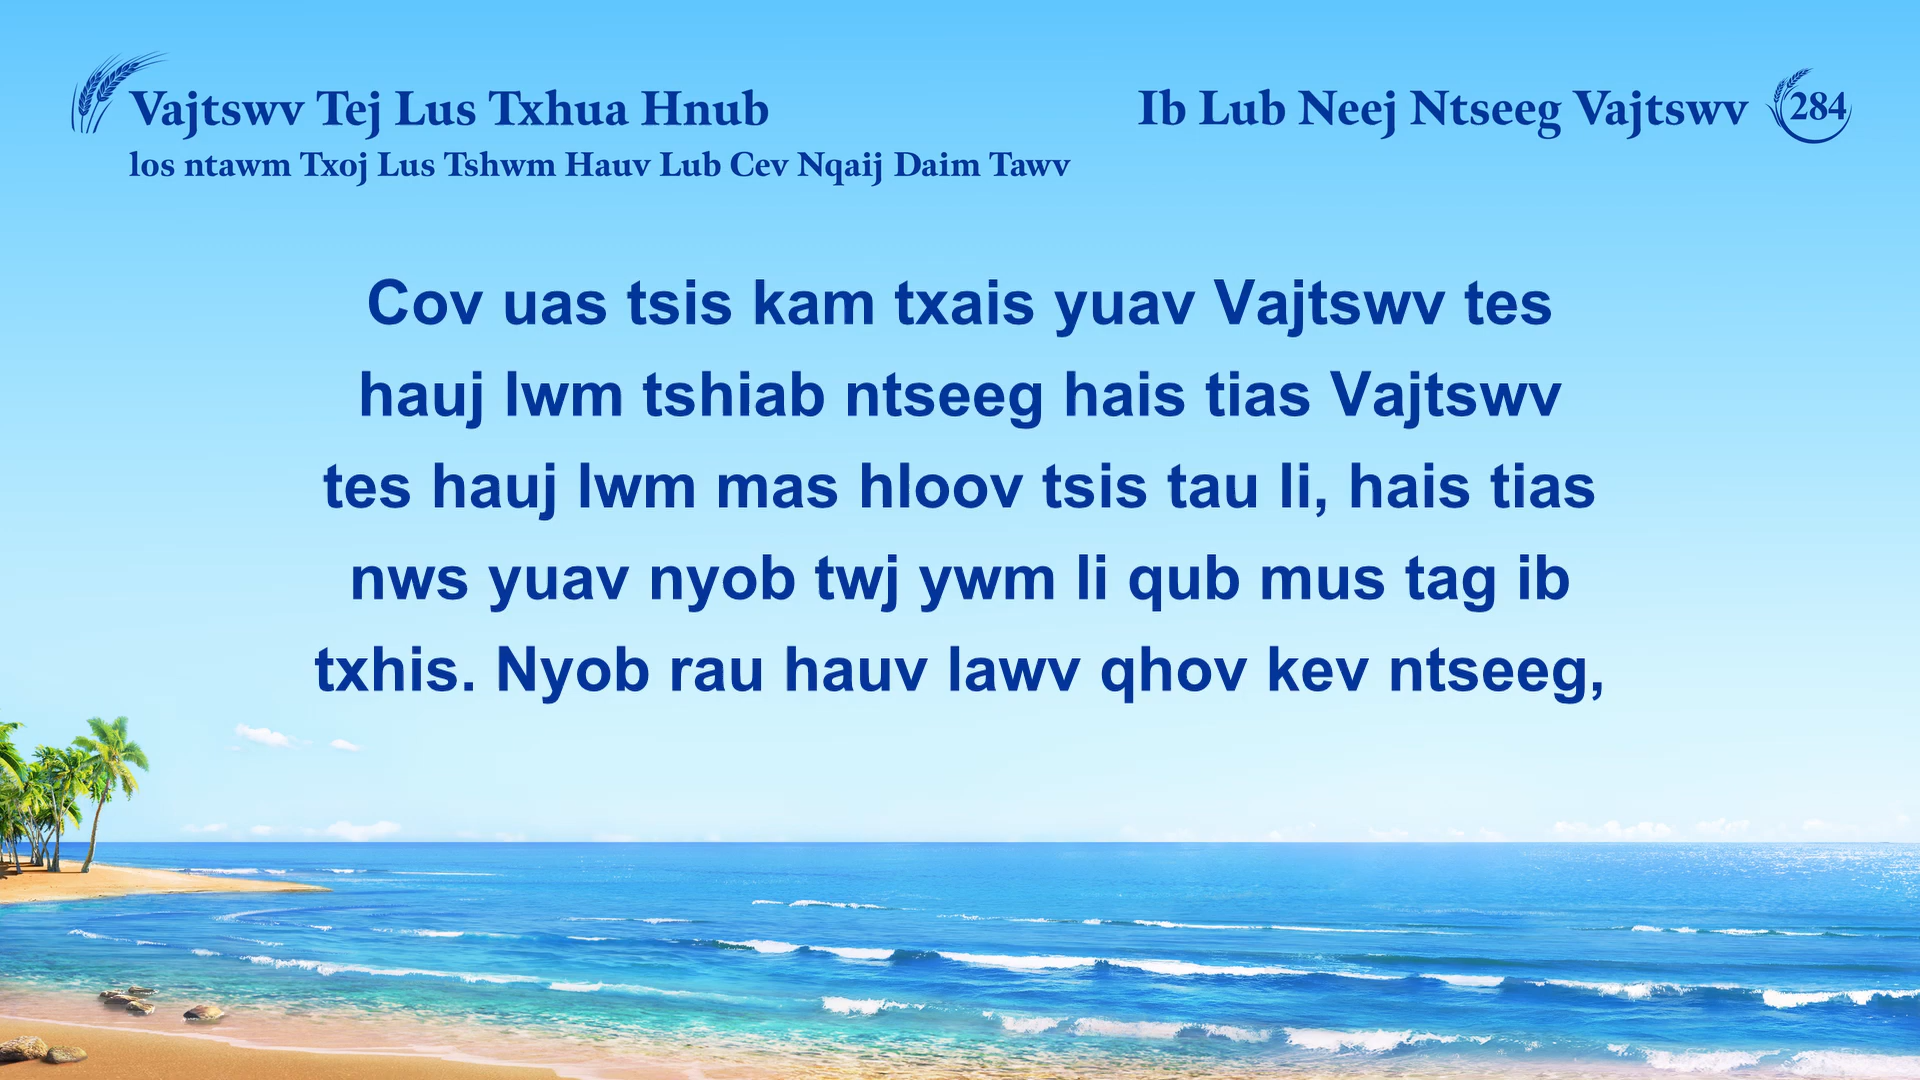 Vajtswv Tej Lus Txhua Hnub
los ntawm Txoj Lus Tshwm Hauv Lub Cev Nqaij Daim Tawv
Ib Lub Neej Ntseeg Vajtswv 284
Cov uas tsis kam txais yuav Vajtswv tes
hauj lwm tshiab ntseeg hais tias Vajtswv
tes hauj lwm mas hloov tsis tau li, hais tias
nws yuav nyob twj ywm li qub mus tag ib
txhis. Nyob rau hauv lawv qhov kev ntseeg,